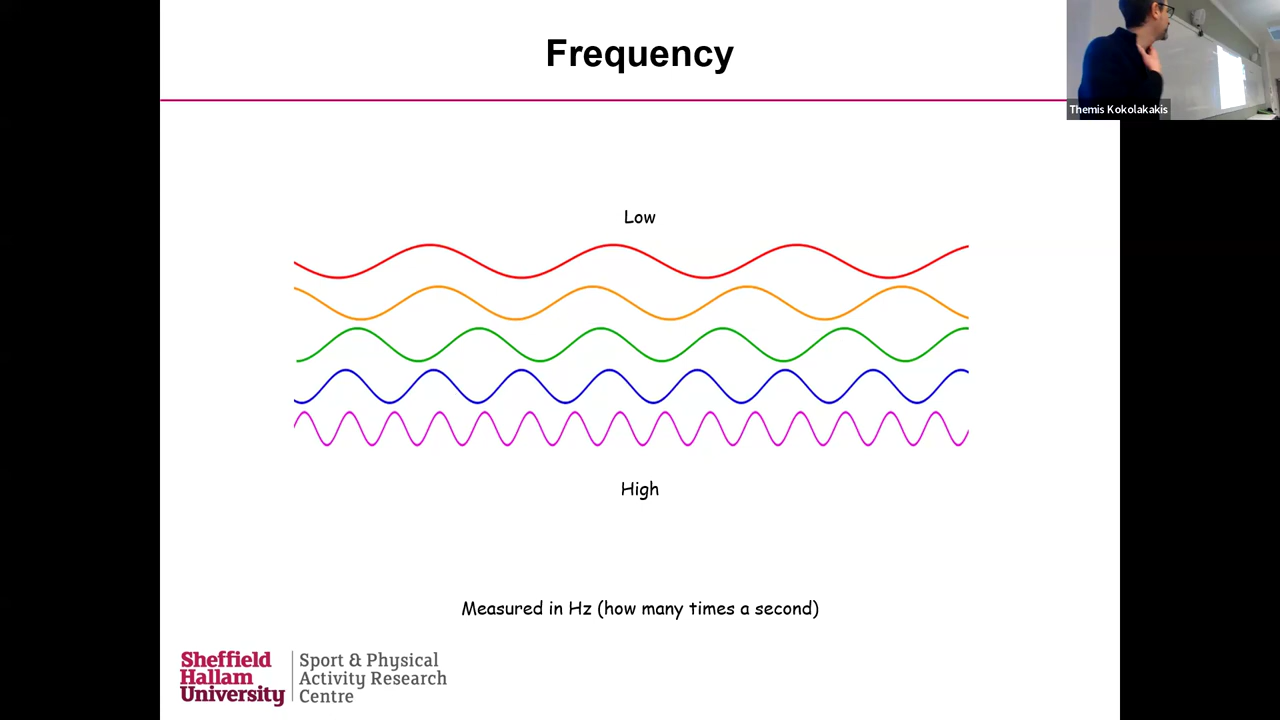 Frequency
Themis Kokolakakis
Low
High
Measured in Hz (how many times a second)
Sheffield
Hallam
University
Sport & Physical
Activity Research
Centre